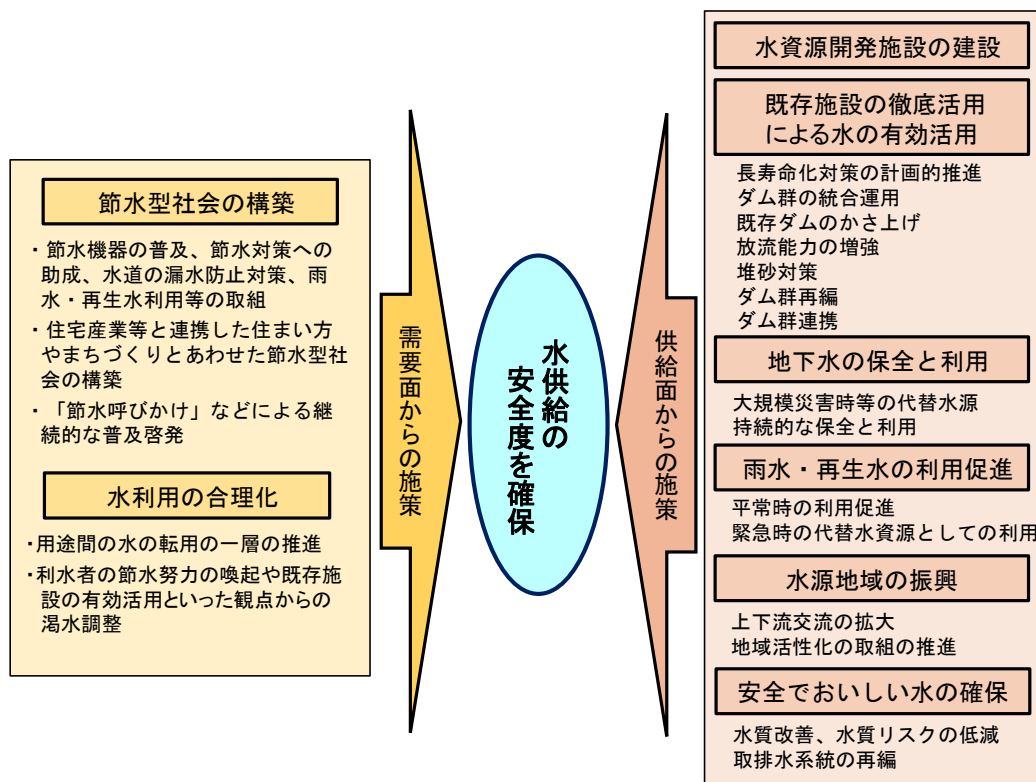 節水型社会の構築
・ 節水機器の普及、節水対策への
助成、水道の漏水防止対策、雨
水・再生水利用等の取組
・ 住宅産業等と連携した住まい方
やまちづくりとあわせた節水型社
会の構築
・ 「節水呼びかけ」などによる継
続的な普及啓発
水利用の合理化
・用途間の水の転用の一層の推進
・利水者の節水努力の喚起や既存施
設の有効活用といった観点からの
渇水調整
需要面からの施策
水供給の
安全度を確保
供給面からの施策
水資源開発施設の建設
既存施設の徹底活用
による水の有効活用
長寿命化対策の計画的推進
ダム群の統合運用
既存ダムのかさ上げ
放流能力の増強
堆砂対策
ダム群再編
ダム群連携
地下水の保全と利用
大規模災害時等の代替水源
持続的な保全と利用
雨水・再生水の利用促進
平常時の利用促進
緊急時の代替水資源としての利用
水源地域の振興
上下流交流の拡大
地域活性化の取組の推進
安全でおいしい水の確保
水質改善、水質リスクの低減
取排水系統の再編